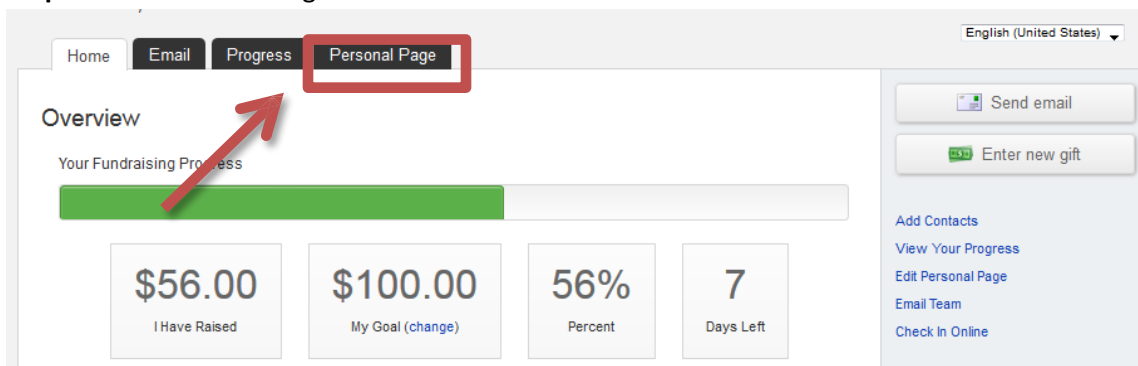 English (United States)
Home Email Progress Personal Page
Send email
Overview
Enter new gift
Your Fundraising Progress
Add Contacts
View Your Progress
$56.00 $100.00 56% 7
Edit Personal Page
Email Team
I Have Raised My Goal (change) Percent Days Left
Check In Online